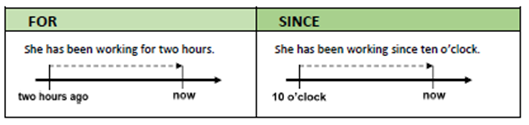 FOR
SINCE
She has been working for two hours.
She has been working since ten o'clock.
two hours ago
now
10 o'clock
now